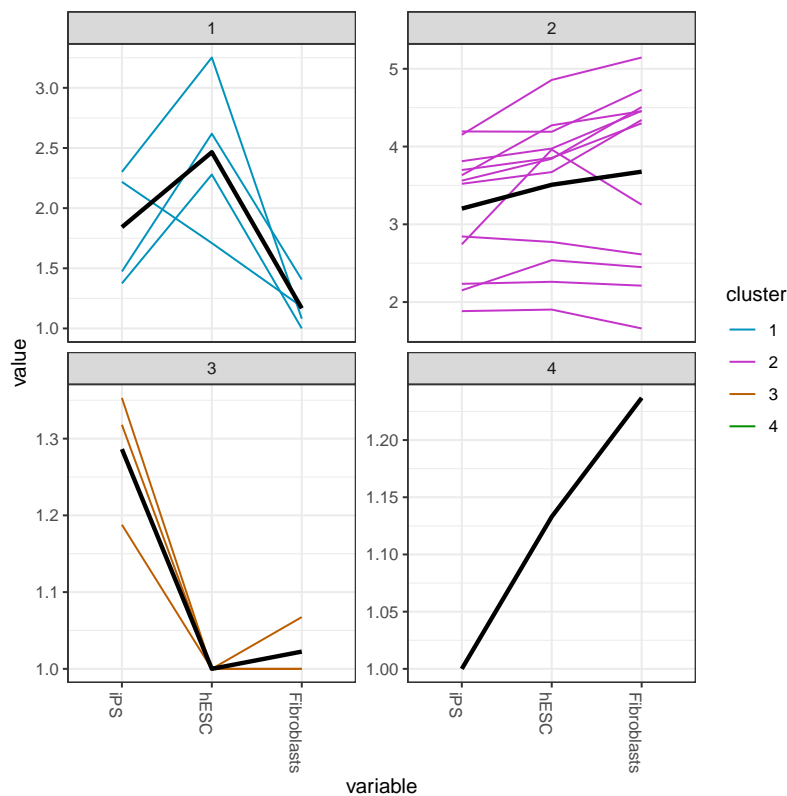 1
2
3.0
2.5
2.0
1.5
1.0
5
4
3
2
value
3
4
1.3
1.2
1.1
1.0
1.20
1.15
1.10
1.05
1.00
iPS
hESC
Fibroblasts
iPS
hESC
Fibroblasts
variable
cluster
1
2
3
4